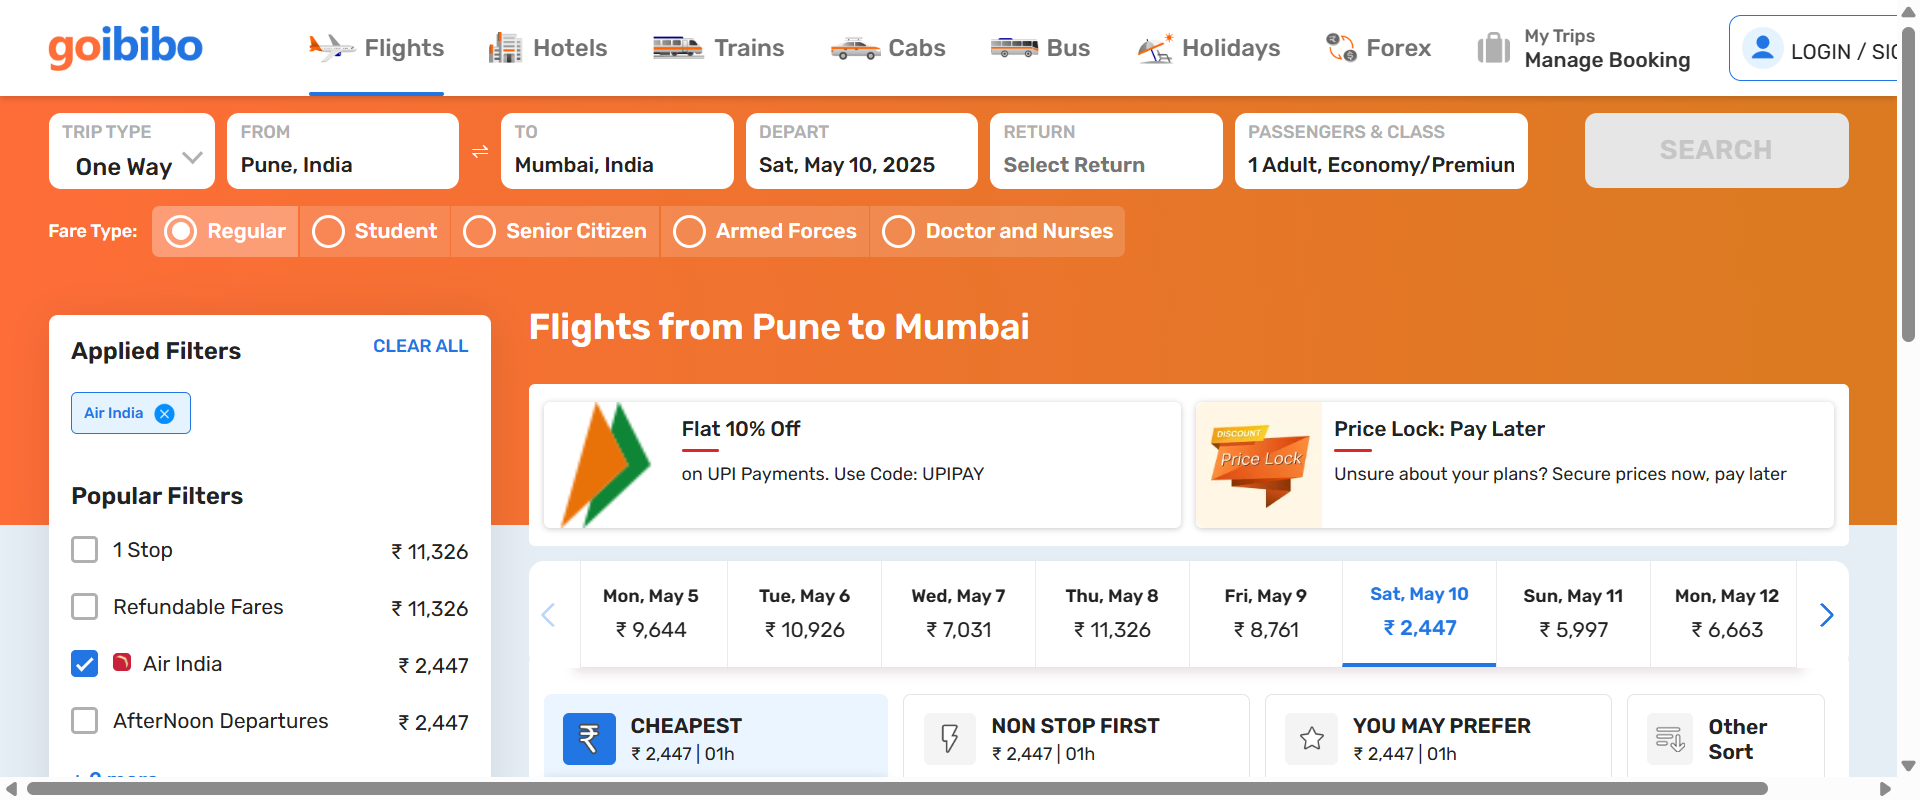 goibibo
Flights
Hotels
Trains
Cabs
Bus
Holidays
Forex
My Trips
Manage Booking
LOGIN / SIG
TRIP TYPE
One Way
FROM
Pune, India
TO
Mumbai, India
DEPART
Sat, May 10, 2025
RETURN
Select Return
PASSENGERS & CLASS
1 Adult, Economy/Premium
SEARCH
Fare Type:
Regular
Student
Senior Citizen
Armed Forces
Doctor and Nurses
Applied Filters
CLEAR ALL
Air India
Popular Filters
1 Stop
₹ 11,326
Refundable Fares
₹ 11,326
Air India
₹ 2,447
AfterNoon Departures
₹ 2,447
Flights from Pune to Mumbai
Flat 10% Off
on UPI Payments. Use Code: UPIPAY
DISCOUNT
Price Lock
Price Lock: Pay Later
Unsure about your plans? Secure prices now, pay later
Mon, May 5
₹ 9,644
Tue, May 6
₹ 10,926
Wed, May 7
₹ 7,031
Thu, May 8
₹ 11,326
Fri, May 9
₹ 8,761
Sat, May 10
₹ 2,447
Sun, May 11
₹ 5,997
Mon, May 12
₹ 6,663
CHEAPEST
₹ 2,447 | 01h
NON STOP FIRST
₹ 2,447 | 01h
YOU MAY PREFER
₹ 2,447 | 01h
Other
Sort